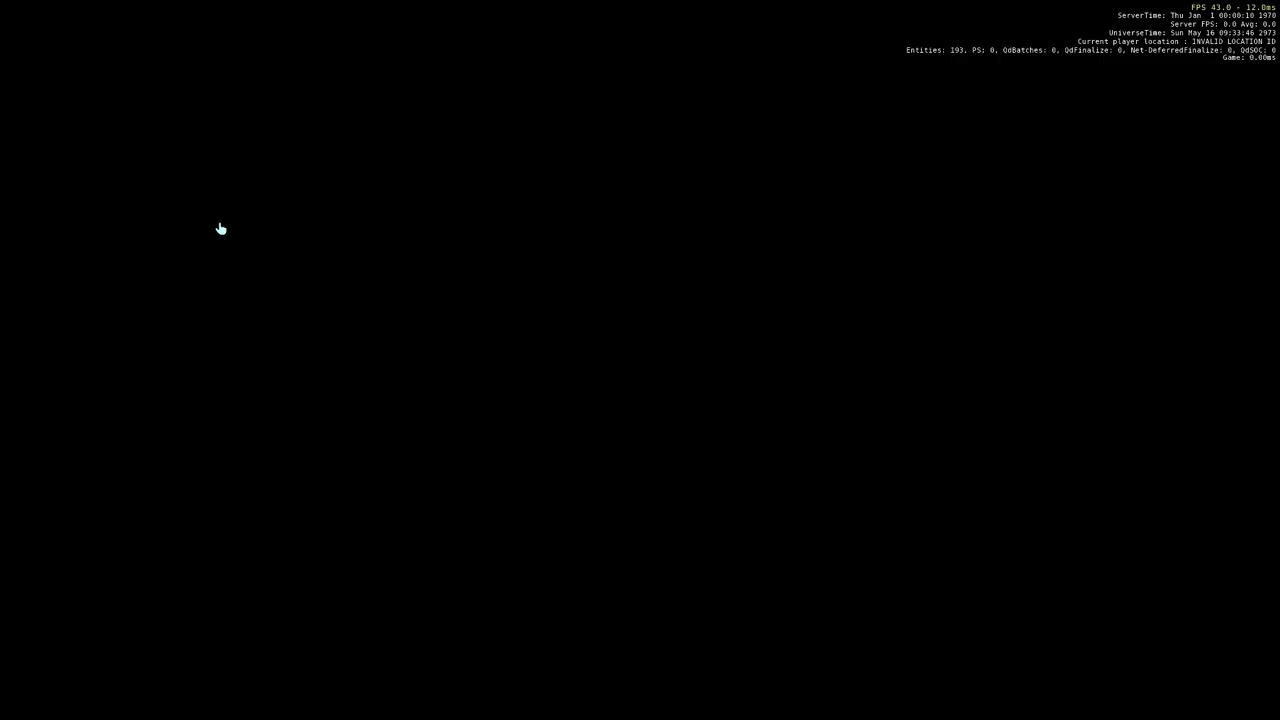 FPS 43.0 - 12.0ms
ServerTime: Thu Jan  1 00:00:10 1970
Server FPS: 0.0 Avg: 0.0
UniverseTime: Sun May 16 09:33:46 2973
Current player location : INVALID LOCATION ID
Entities: 193, PS: 0, QdBatches: 0, QdFinalize: 0, Net-DeferredFinalize: 0, QdSOC: 0
Game: 0.00ms